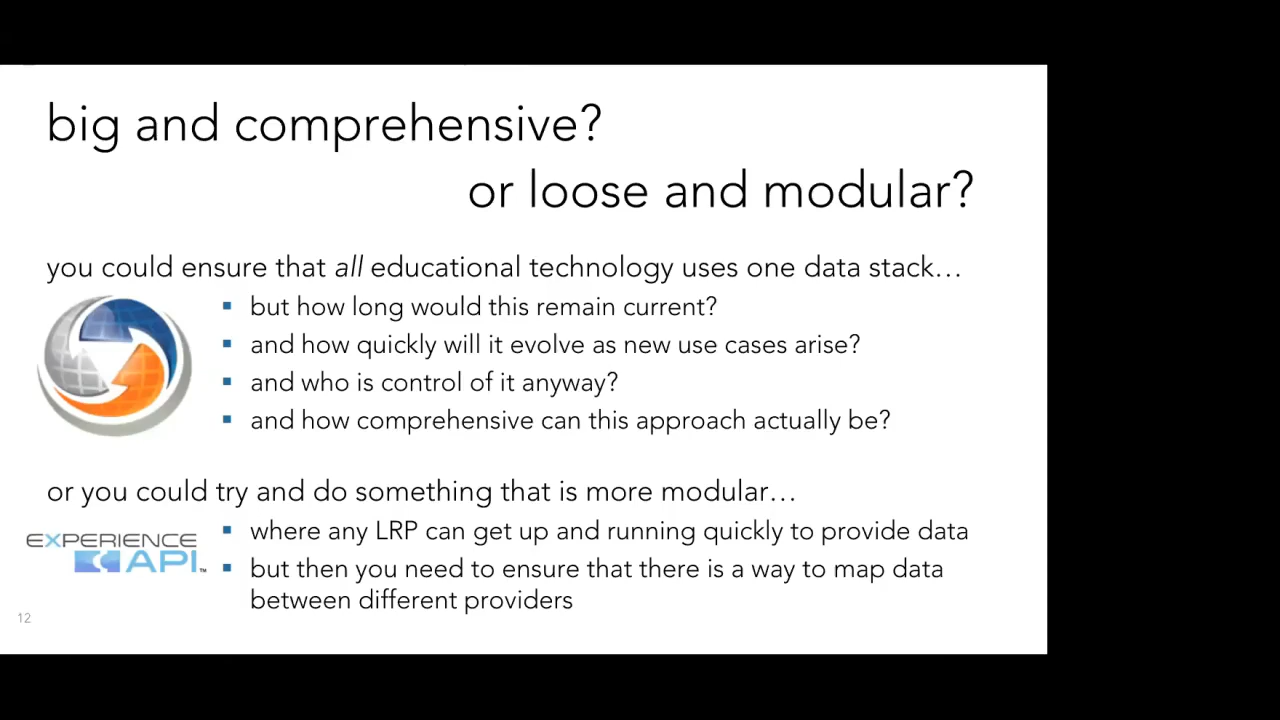 big and comprehensive?
or loose and modular?
you could ensure that all educational technology uses one data stack…
▪ but how long would this remain current?
▪ and how quickly will it evolve as new use cases arise?
▪ and who is control of it anyway?
▪ and how comprehensive can this approach actually be?
or you could try and do something that is more modular…
EXPERIENCE
API™
▪ where any LRP can get up and running quickly to provide data
▪ but then you need to ensure that there is a way to map data
between different providers
12